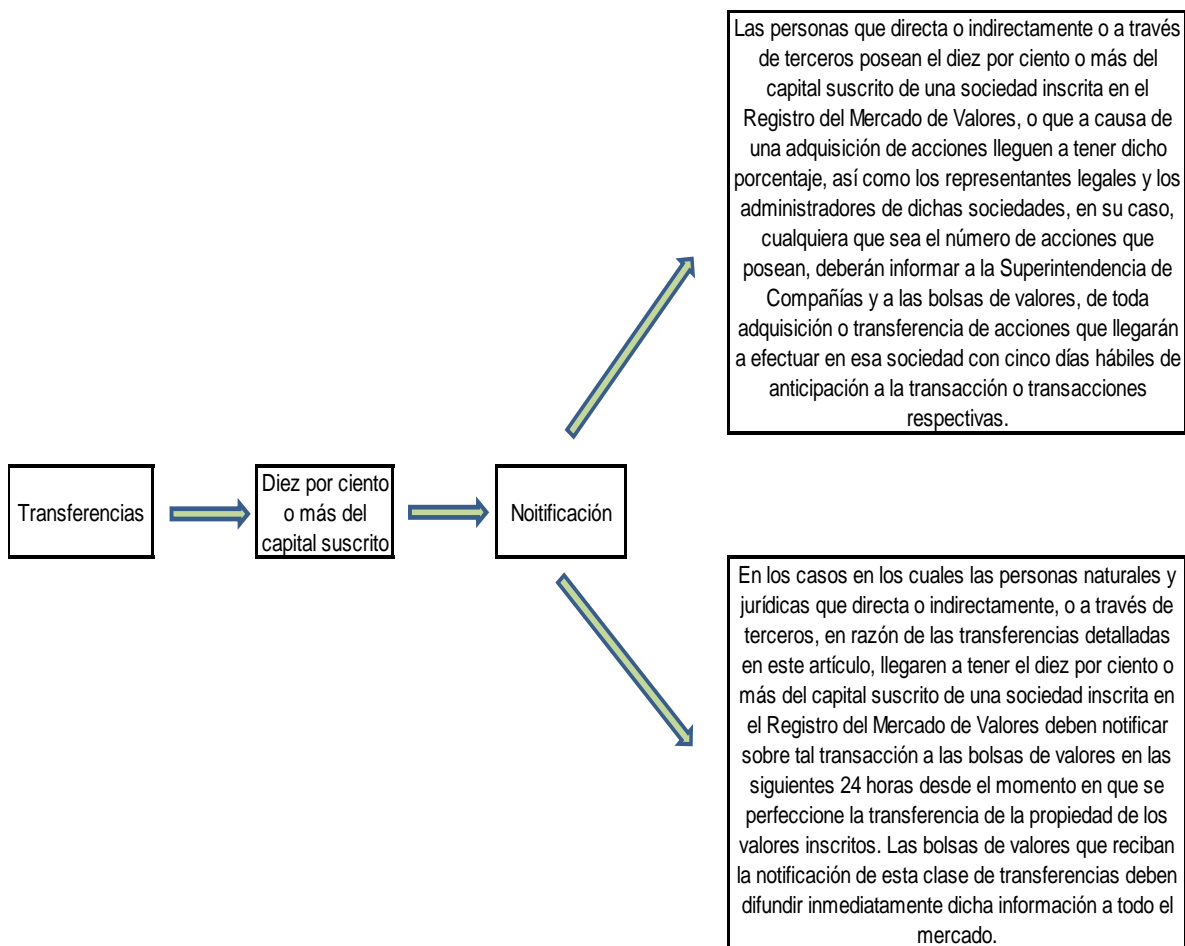 Las personas que directa o indirectamente o a través
de terceros posean el diez por ciento o más del
capital suscrito de una sociedad inscrita en el
Registro del Mercado de Valores, o que a causa de
una adquisición de acciones lleguen a tener dicho
porcentaje, así como los representantes legales y los
administradores de dichas sociedades, en su caso,
cualquiera que sea el número de acciones que
posean, deberán informar a la Superintendencia de
Compañías y a las bolsas de valores, de toda
adquisición o transferencia de acciones que llegarán
a efectuar en esa sociedad con cinco días hábiles de
anticipación a la transacción o transacciones
respectivas.
Transferencias
Diez por ciento
o más del
capital suscrito
Noitificación
En los casos en los cuales las personas naturales y
jurídicas que directa o indirectamente, o a través de
terceros, en razón de las transferencias detalladas
en este artículo, llegaren a tener el diez por ciento o
más del capital suscrito de una sociedad inscrita en
el Registro del Mercado de Valores deben notificar
sobre tal transacción a las bolsas de valores en las
siguientes 24 horas desde el momento en que se
perfeccione la transferencia de la propiedad de los
valores inscritos. Las bolsas de valores que reciban
la notificación de esta clase de transferencias deben
difundir inmediatamente dicha información a todo el
mercado.